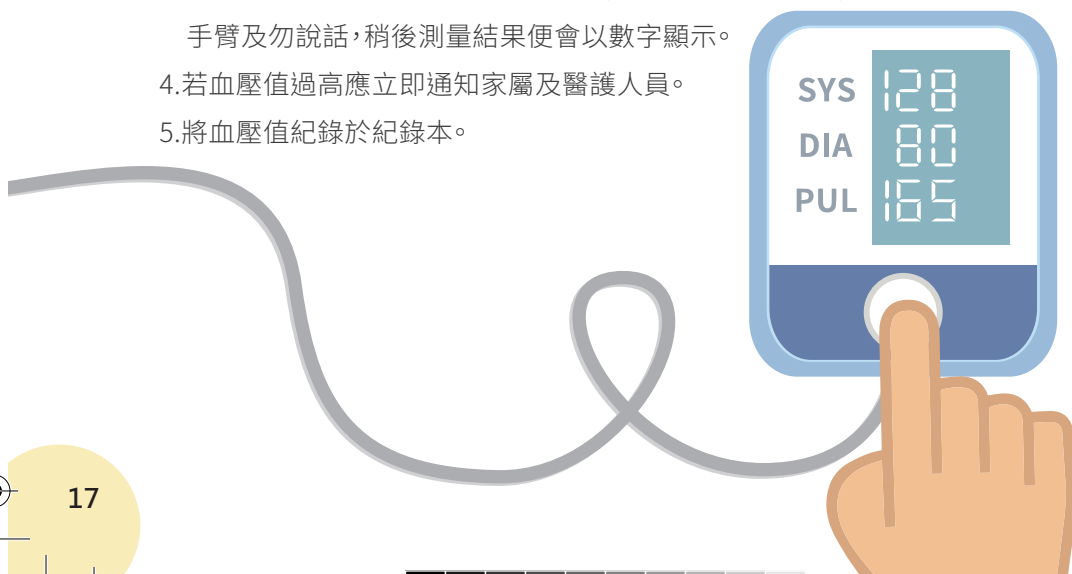 手臂及勿說話，稍後測量結果便會以數字顯示。
4.若血壓值過高應立即通知家屬及醫護人員。
5.將血壓值紀錄於紀錄本。
SYS 128
DIA 80
PUL 165
17